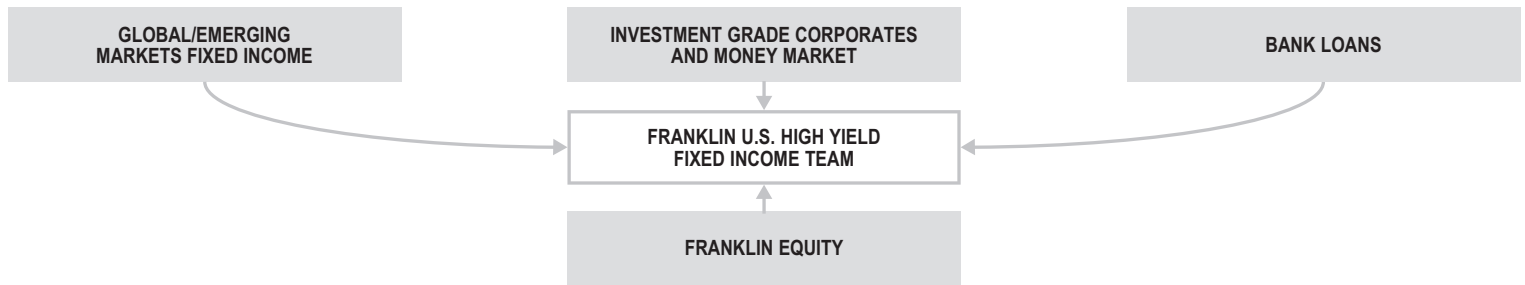 GLOBAL/EMERGING
MARKETS FIXED INCOME
INVESTMENT GRADE CORPORATES
AND MONEY MARKET
BANK LOANS
FRANKLIN U.S. HIGH YIELD
FIXED INCOME TEAM
FRANKLIN EQUITY